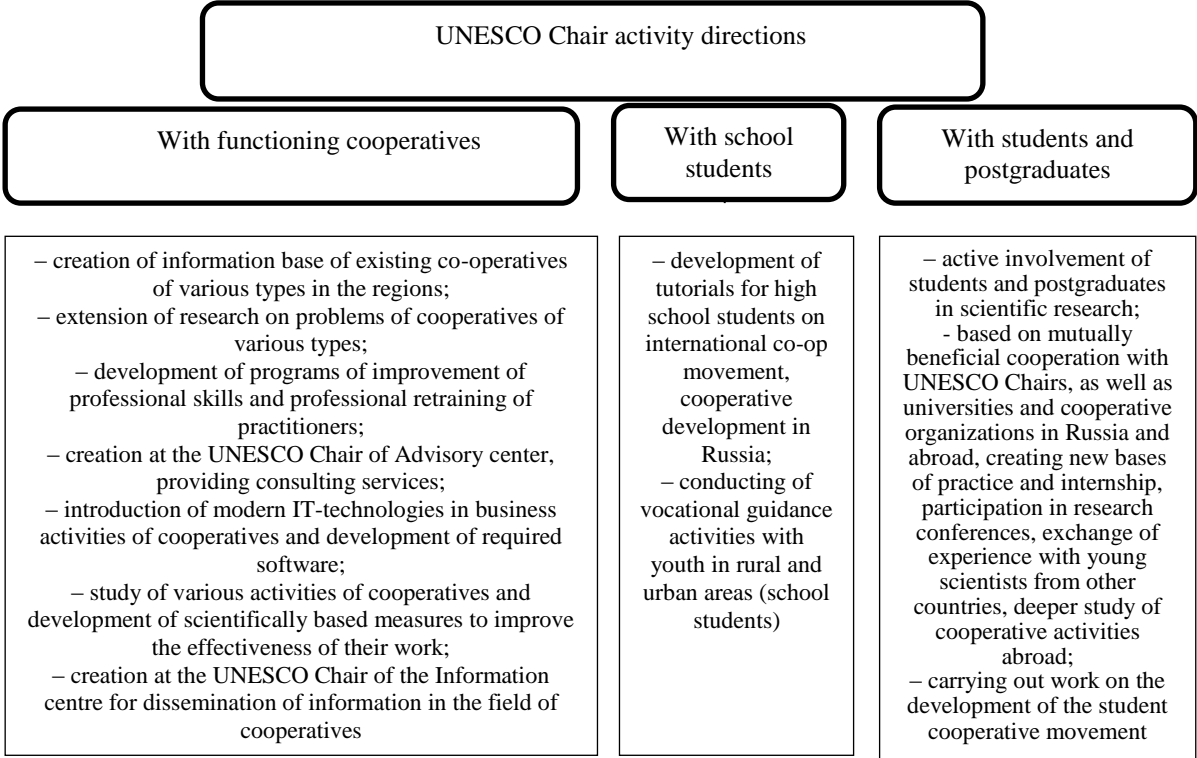 UNESCO Chair activity directions
With functioning cooperatives
With school
students
With students and
postgraduates
– creation of information base of existing co-operatives
of various types in the regions;
– extension of research on problems of cooperatives of
various types;
– development of programs of improvement of
professional skills and professional retraining of
practitioners;
– creation at the UNESCO Chair of Advisory center,
providing consulting services;
– introduction of modern IT-technologies in business
activities of cooperatives and development of required
software;
– study of various activities of cooperatives and
development of scientifically based measures to improve
the effectiveness of their work;
– creation at the UNESCO Chair of the Information
centre for dissemination of information in the field of
cooperatives
– development of
tutorials for high
school students on
international co-op
movement,
cooperative
development in
Russia;
– conducting of
vocational guidance
activities with
youth in rural and
urban areas (school
students)
– active involvement of
students and postgraduates
in scientific research;
- based on mutually
beneficial cooperation with
UNESCO Chairs, as well as
universities and cooperative
organizations in Russia and
abroad, creating new bases
of practice and internship,
participation in research
conferences, exchange of
experience with young
scientists from other
countries, deeper study of
cooperative activities
abroad;
– carrying out work on the
development of the student
cooperative movement